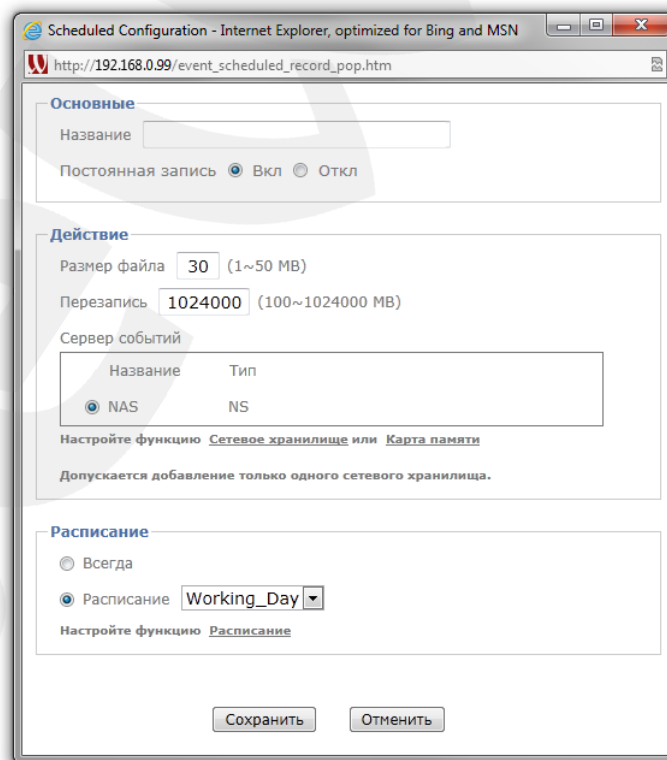 Scheduled Configuration - Internet Explorer, optimized for Bing and MSN
http://192.168.0.99/event_scheduled_record_pop.htm
Основные
Название
Постоянная запись Вкл Откл
Действие
Размер файла 30 (1~50 MB)
Перезапись 1024000 (100~1024000 MB)
Сервер событий
Название Тип
NAS NS
Настройте функцию Сетевое хранилище или Карта памяти
Допускается добавление только одного сетевого хранилища.
Расписание
Всегда
Расписание Working_Day
Настройте функцию Расписание
Сохранить Отменить